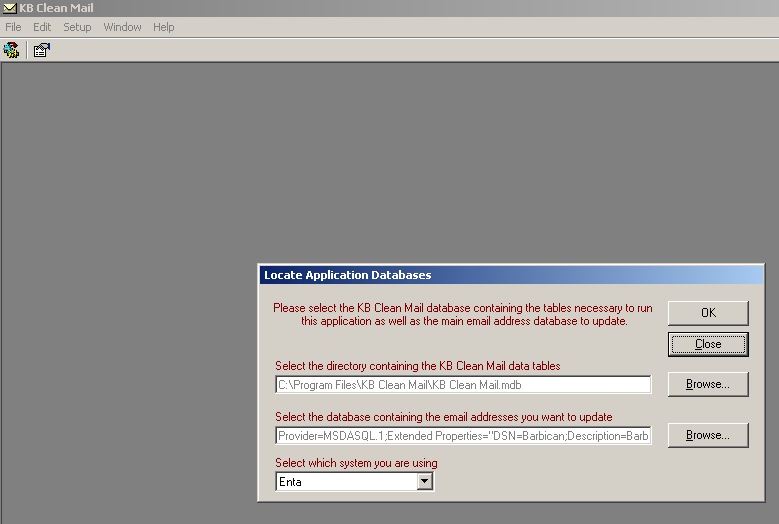 KB Clean Mail
File Edit Setup Window Help
Locate Application Databases
Please select the KB Clean Mail database containing the tables necessary to run
this application as well as the main email address database to update.
OK
Close
Select the directory containing the KB Clean Mail data tables
C:\Program Files\KB Clean Mail\KB Clean Mail.mdb
Browse...
Select the database containing the email addresses you want to update
Provider=MSDASQL.1;Extended Properties="DSN=Barbican;Description=Barb
Browse...
Select which system you are using
Enta